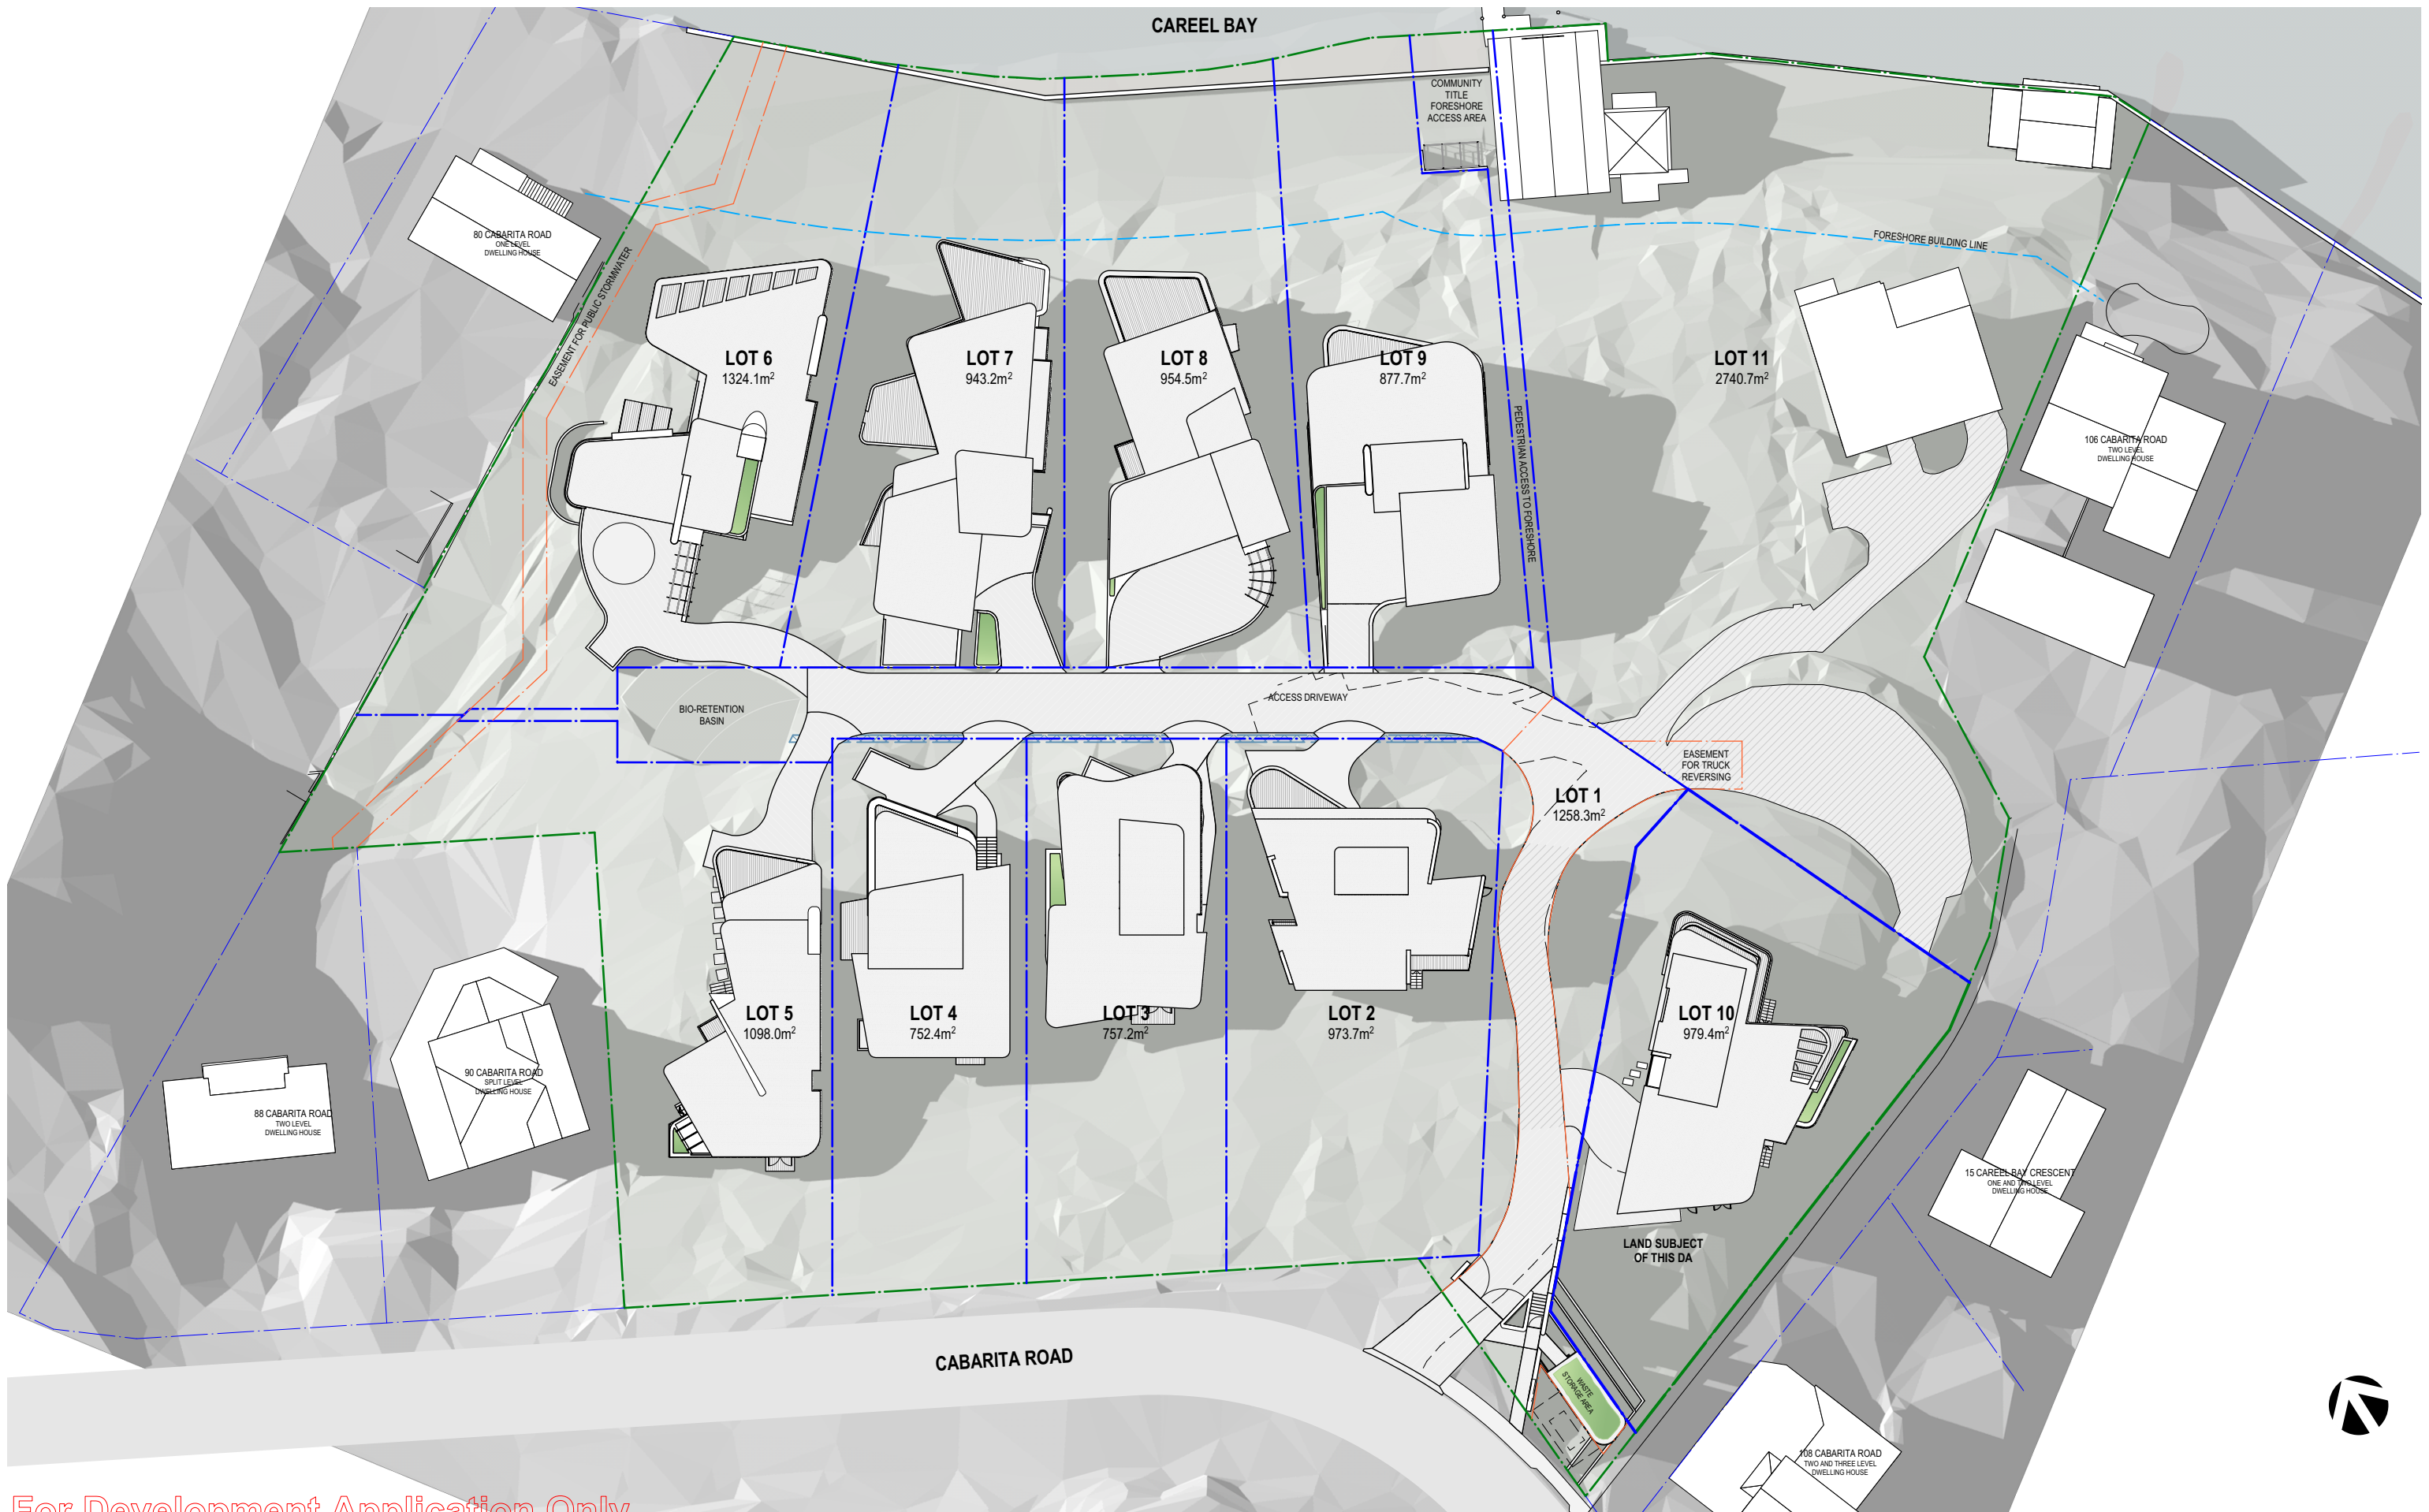 CAREEL BAY
COMMUNITY
TITLE
FORESHORE
ACCESS AREA
80 CABARITA ROAD
ONE LEVEL
DWELLING HOUSE
EASEMENT FOR PUBLIC STORMWATER
FORESHORE BUILDING LINE
LOT 6
1324.1m²
LOT 7
943.2m²
LOT 8
954.5m²
LOT 9
877.7m²
LOT 11
2740.7m²
PEDESTRIAN ACCESS TO FORESHORE
106 CABARITA ROAD
TWO LEVEL
DWELLING HOUSE
BIO-RETENTION
BASIN
ACCESS DRIVEWAY
EASEMENT
FOR TRUCK
REVERSING
LOT 1
1258.3m²
LOT 5
1098.0m²
LOT 4
752.4m²
LOT 3
757.2m²
LOT 2
973.7m²
LOT 10
979.4m²
90 CABARITA ROAD
SPLIT LEVEL
DWELLING HOUSE
88 CABARITA ROAD
TWO LEVEL
DWELLING HOUSE
15 CAREEL BAY CRESCENT
ONE AND TWO LEVEL
DWELLING HOUSE
LAND SUBJECT
OF THIS DA
CABARITA ROAD
WASTE
STORAGE AREA
108 CABARITA ROAD
TWO AND THREE LEVEL
DWELLING HOUSE
For Development Application Only